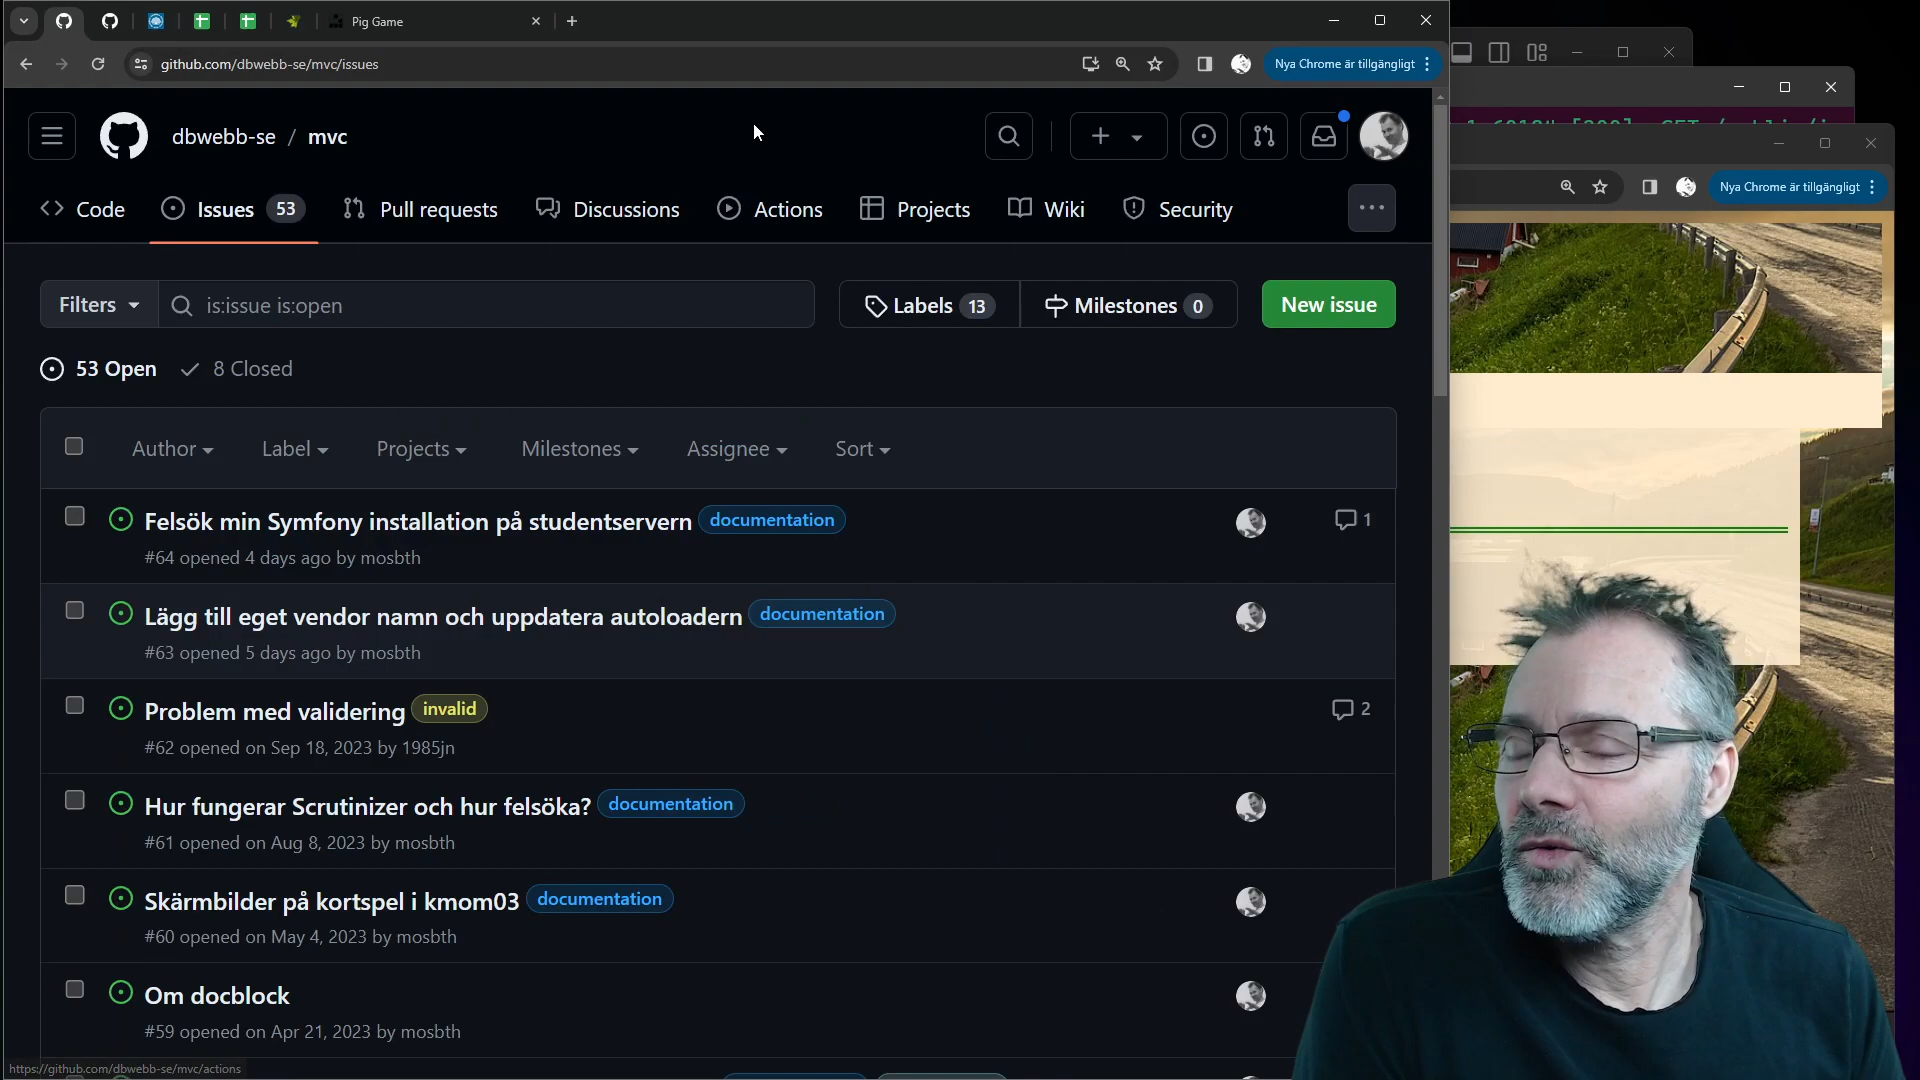 Pig Game
github.com/dbwebb-se/mvc/issues
Nya Chrome är tillgängligt
dbwebb-se / mvc
Code
Issues 53
Pull requests
Discussions
Actions
Projects
Wiki
Security
Nya Chrome är tillgängligt
Filters
is:issue is:open
Labels 13
Milestones 0
New issue
53 Open
8 Closed
Author
Label
Projects
Milestones
Assignee
Sort
Felsök min Symfony installation på studentservern documentation
1
#64 opened 4 days ago by mosbth
Lägg till eget vendor namn och uppdatera autoloadern documentation
#63 opened 5 days ago by mosbth
Problem med validering invalid
2
#62 opened on Sep 18, 2023 by 1985jn
Hur fungerar Scrutinizer och hur felsöka? documentation
#61 opened on Aug 8, 2023 by mosbth
Skärmbilder på kortspel i kmom03 documentation
#60 opened on May 4, 2023 by mosbth
Om docblock
#59 opened on Apr 21, 2023 by mosbth
https://github.com/dbwebb-se/mvc/actions